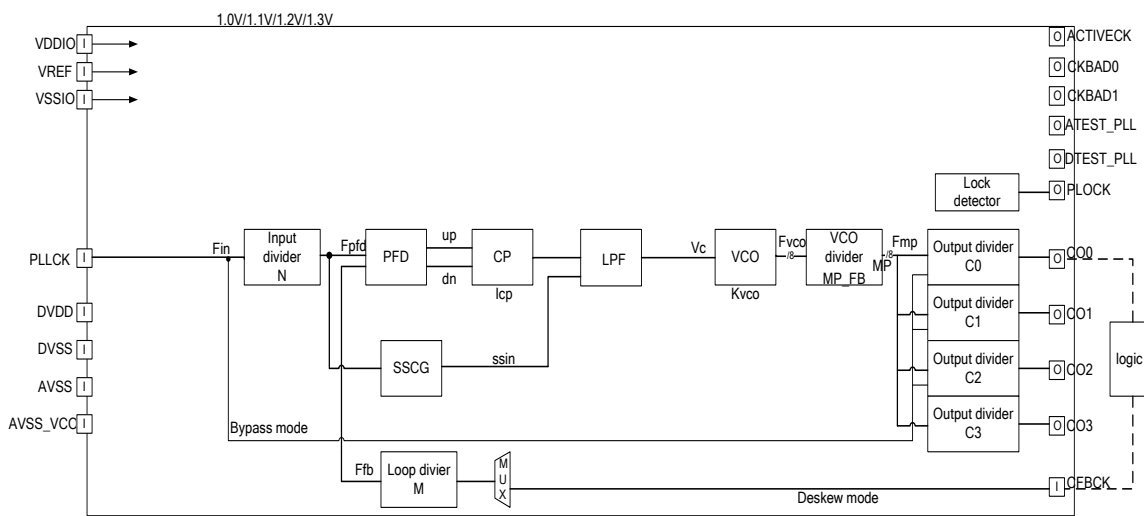 1.0V/1.1V/1.2V/1.3V
VDDIO I
VREF I
VSSIO I
O ACTIVECK
O CKBAD0
O CKBAD1
O ATEST_PLL
O DTEST_PLL
O PLOCK
Lock
detector
PLLCK I
Fin
Input
divider
N
Fpfd
PFD
up
dn
CP
Icp
LPF
Vc
VCO
Kvco
Fvco
/8
VCO
divider
MP_FB
Fmp
/8
MP
Output divider
C0
O CO0
Output divider
C1
O CO1
Output divider
C2
O CO2
Output divider
C3
O CO3
logic
DVDD I
DVSS I
AVSS I
AVSS_VCO I
SSCG
ssin
Bypass mode
Ffb
Loop divier
M
MUX
Deskew mode
I CFBCK